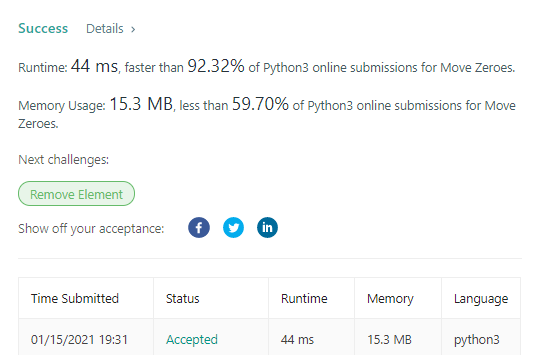 Success Details >
Runtime: 44 ms, faster than 92.32% of Python3 online submissions for Move Zeroes.
Memory Usage: 15.3 MB, less than 59.70% of Python3 online submissions for Move
Zeroes.
Next challenges:
Remove Element
Show off your acceptance: f in
Time Submitted Status Runtime Memory Language
01/15/2021 19:31 Accepted 44 ms 15.3 MB python3